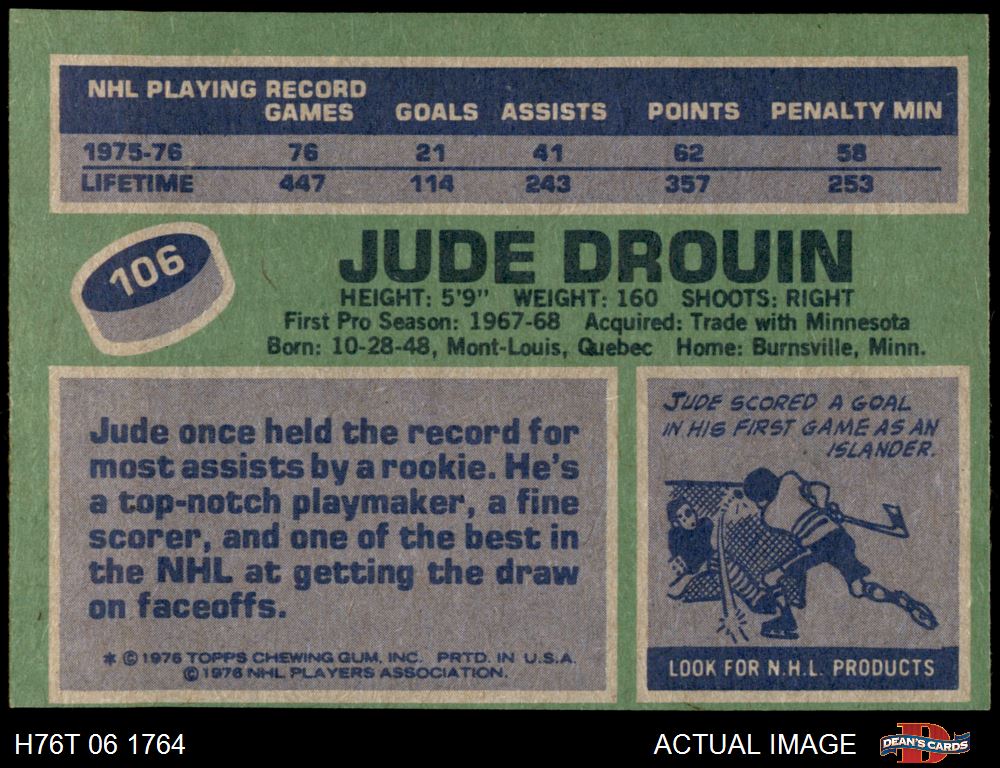 NHL PLAYING RECORD
GAMES GOALS ASSISTS POINTS PENALTY MIN
1975-76 76 21 41 62 58
LIFETIME 447 114 243 357 253
106
JUDE DROUIN
HEIGHT: 5'9" WEIGHT: 160 SHOOTS: RIGHT
First Pro Season: 1967-68 Acquired: Trade with Minnesota
Born: 10-28-48, Mont-Louis, Quebec Home: Burnsville, Minn.
Jude once held the record for
most assists by a rookie. He's
a top-notch playmaker, a fine
scorer, and one of the best in
the NHL at getting the draw
on faceoffs.
* © 1976 TOPPS CHEWING GUM, INC. PRTD. IN U.S.A.
© 1976 NHL PLAYERS ASSOCIATION.
JUDE SCORED A GOAL
IN HIS FIRST GAME AS AN
ISLANDER.
LOOK FOR N.H.L. PRODUCTS
H76T 06 1764
ACTUAL IMAGE
D
DEAN'S CARDS